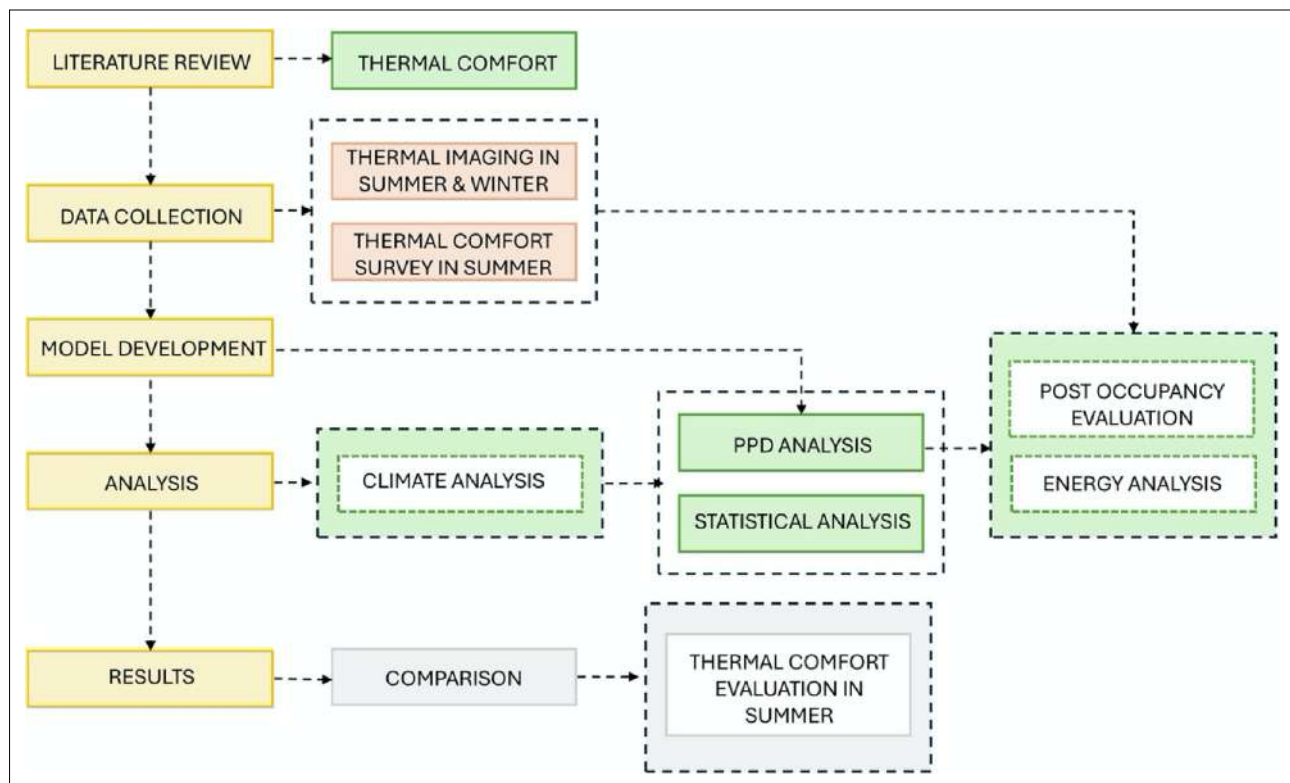 LITERATURE REVIEW
THERMAL COMFORT
THERMAL IMAGING IN
SUMMER & WINTER
DATA COLLECTION
THERMAL COMFORT
SURVEY IN SUMMER
MODEL DEVELOPMENT
POST OCCUPANCY
EVALUATION
PPD ANALYSIS
ANALYSIS
CLIMATE ANALYSIS
ENERGY ANALYSIS
STATISTICAL ANALYSIS
RESULTS
COMPARISON
THERMAL COMFORT
EVALUATION IN
SUMMER